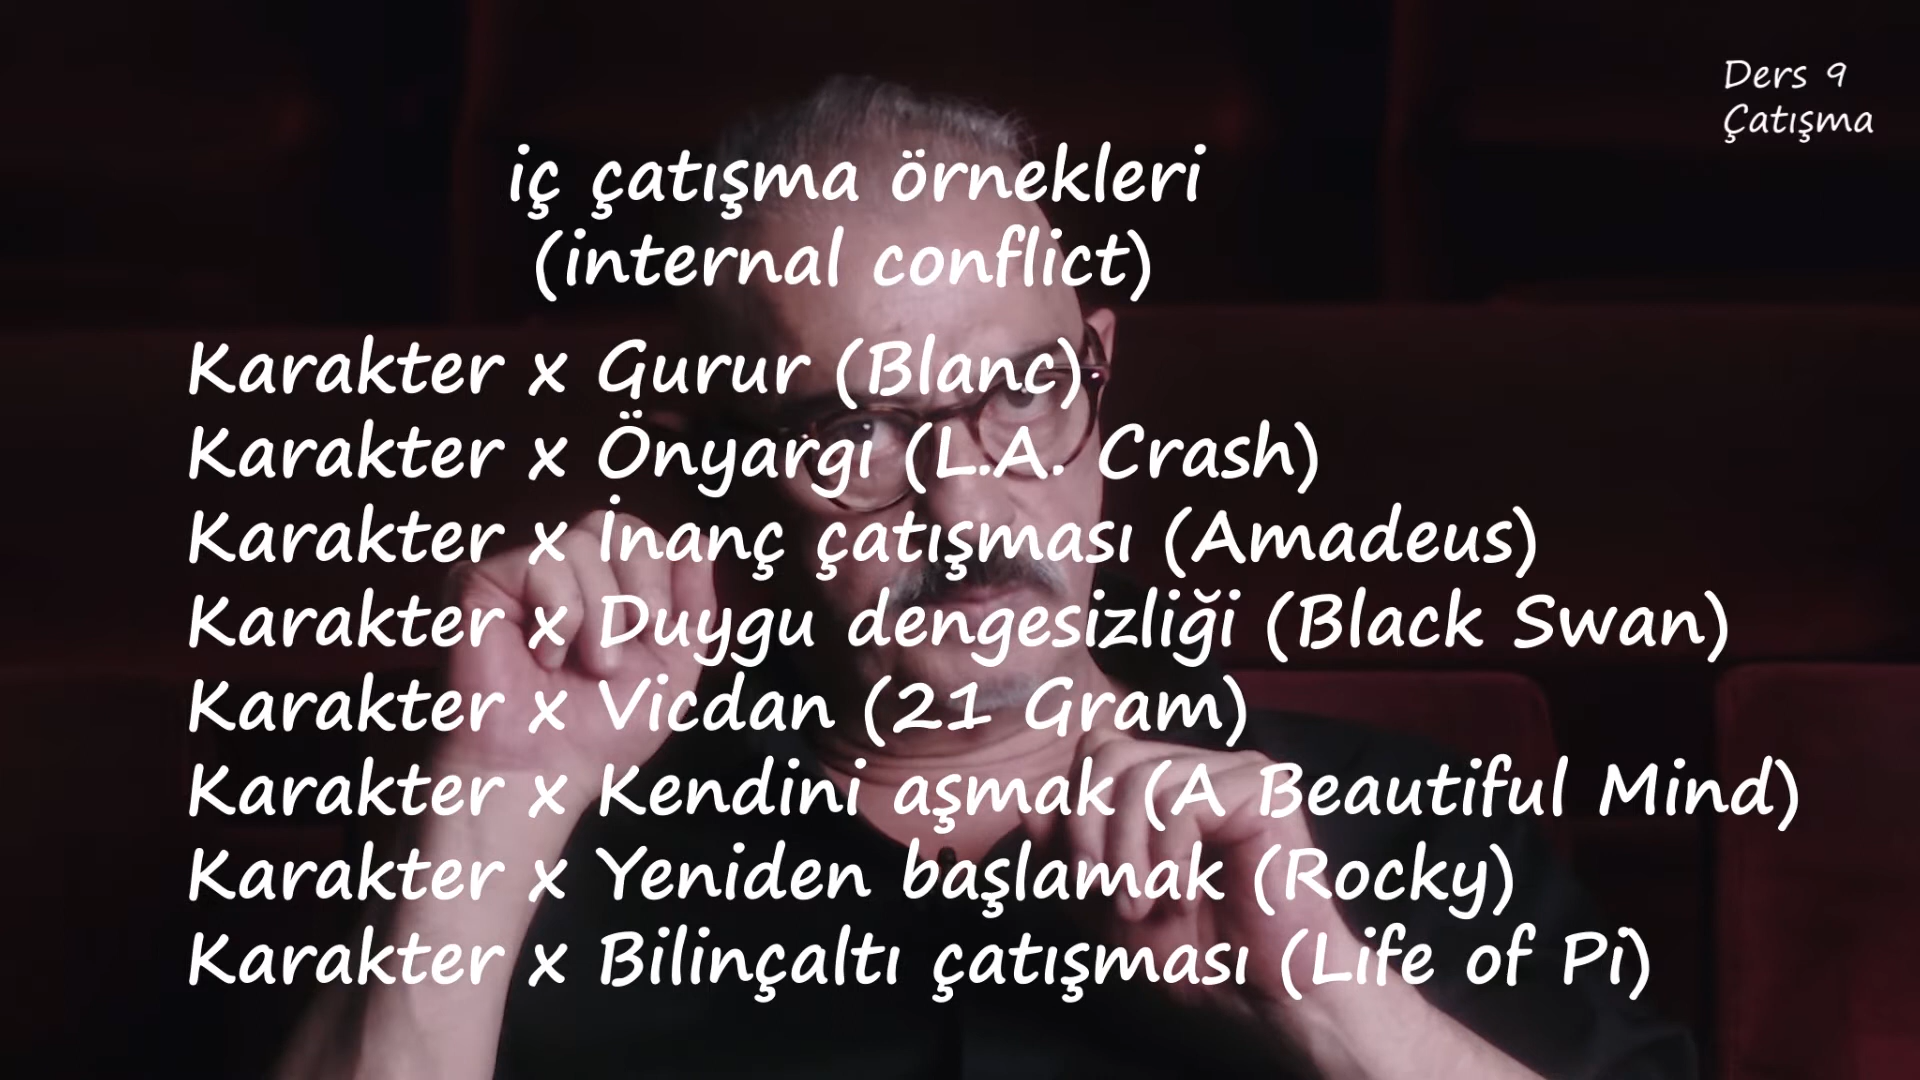 Ders 9
Çatışma
iç çatışma örnekleri
(internal conflict)
Karakter x Gurur (Blanc)
Karakter x Önyargı (L.A. Crash)
Karakter x İnanç çatışması (Amadeus)
Karakter x Duygu dengesizliği (Black Swan)
Karakter x Vicdan (21 Gram)
Karakter x Kendini aşmak (A Beautiful Mind)
Karakter x Yeniden başlamak (Rocky)
Karakter x Bilinçaltı çatışması (Life of Pi)